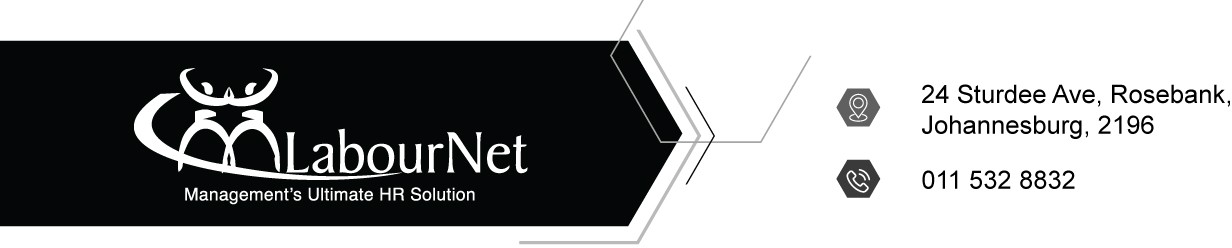 LabourNet
Management's Ultimate HR Solution
24 Sturdee Ave, Rosebank,
Johannesburg, 2196
011 532 8832